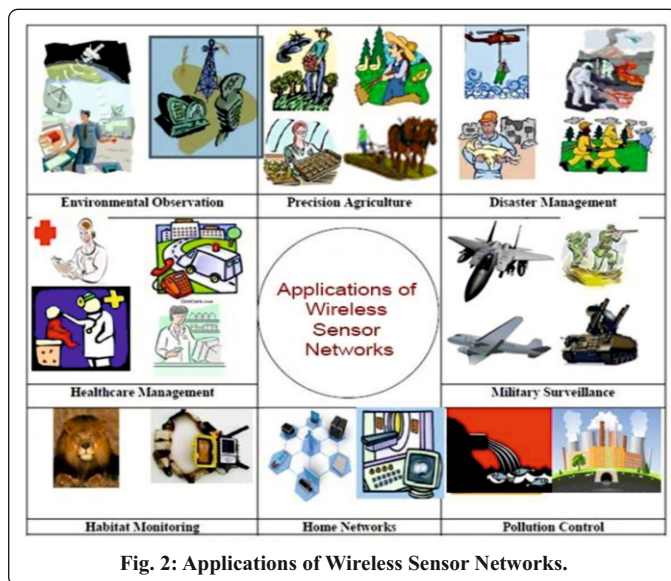 Environmental Observation
Precision Agriculture
Disaster Management
Applications of
Wireless
Sensor
Networks
Healthcare Management
Military Surveillance
Habitat Monitoring
Home Networks
Pollution Control
Fig. 2: Applications of Wireless Sensor Networks.